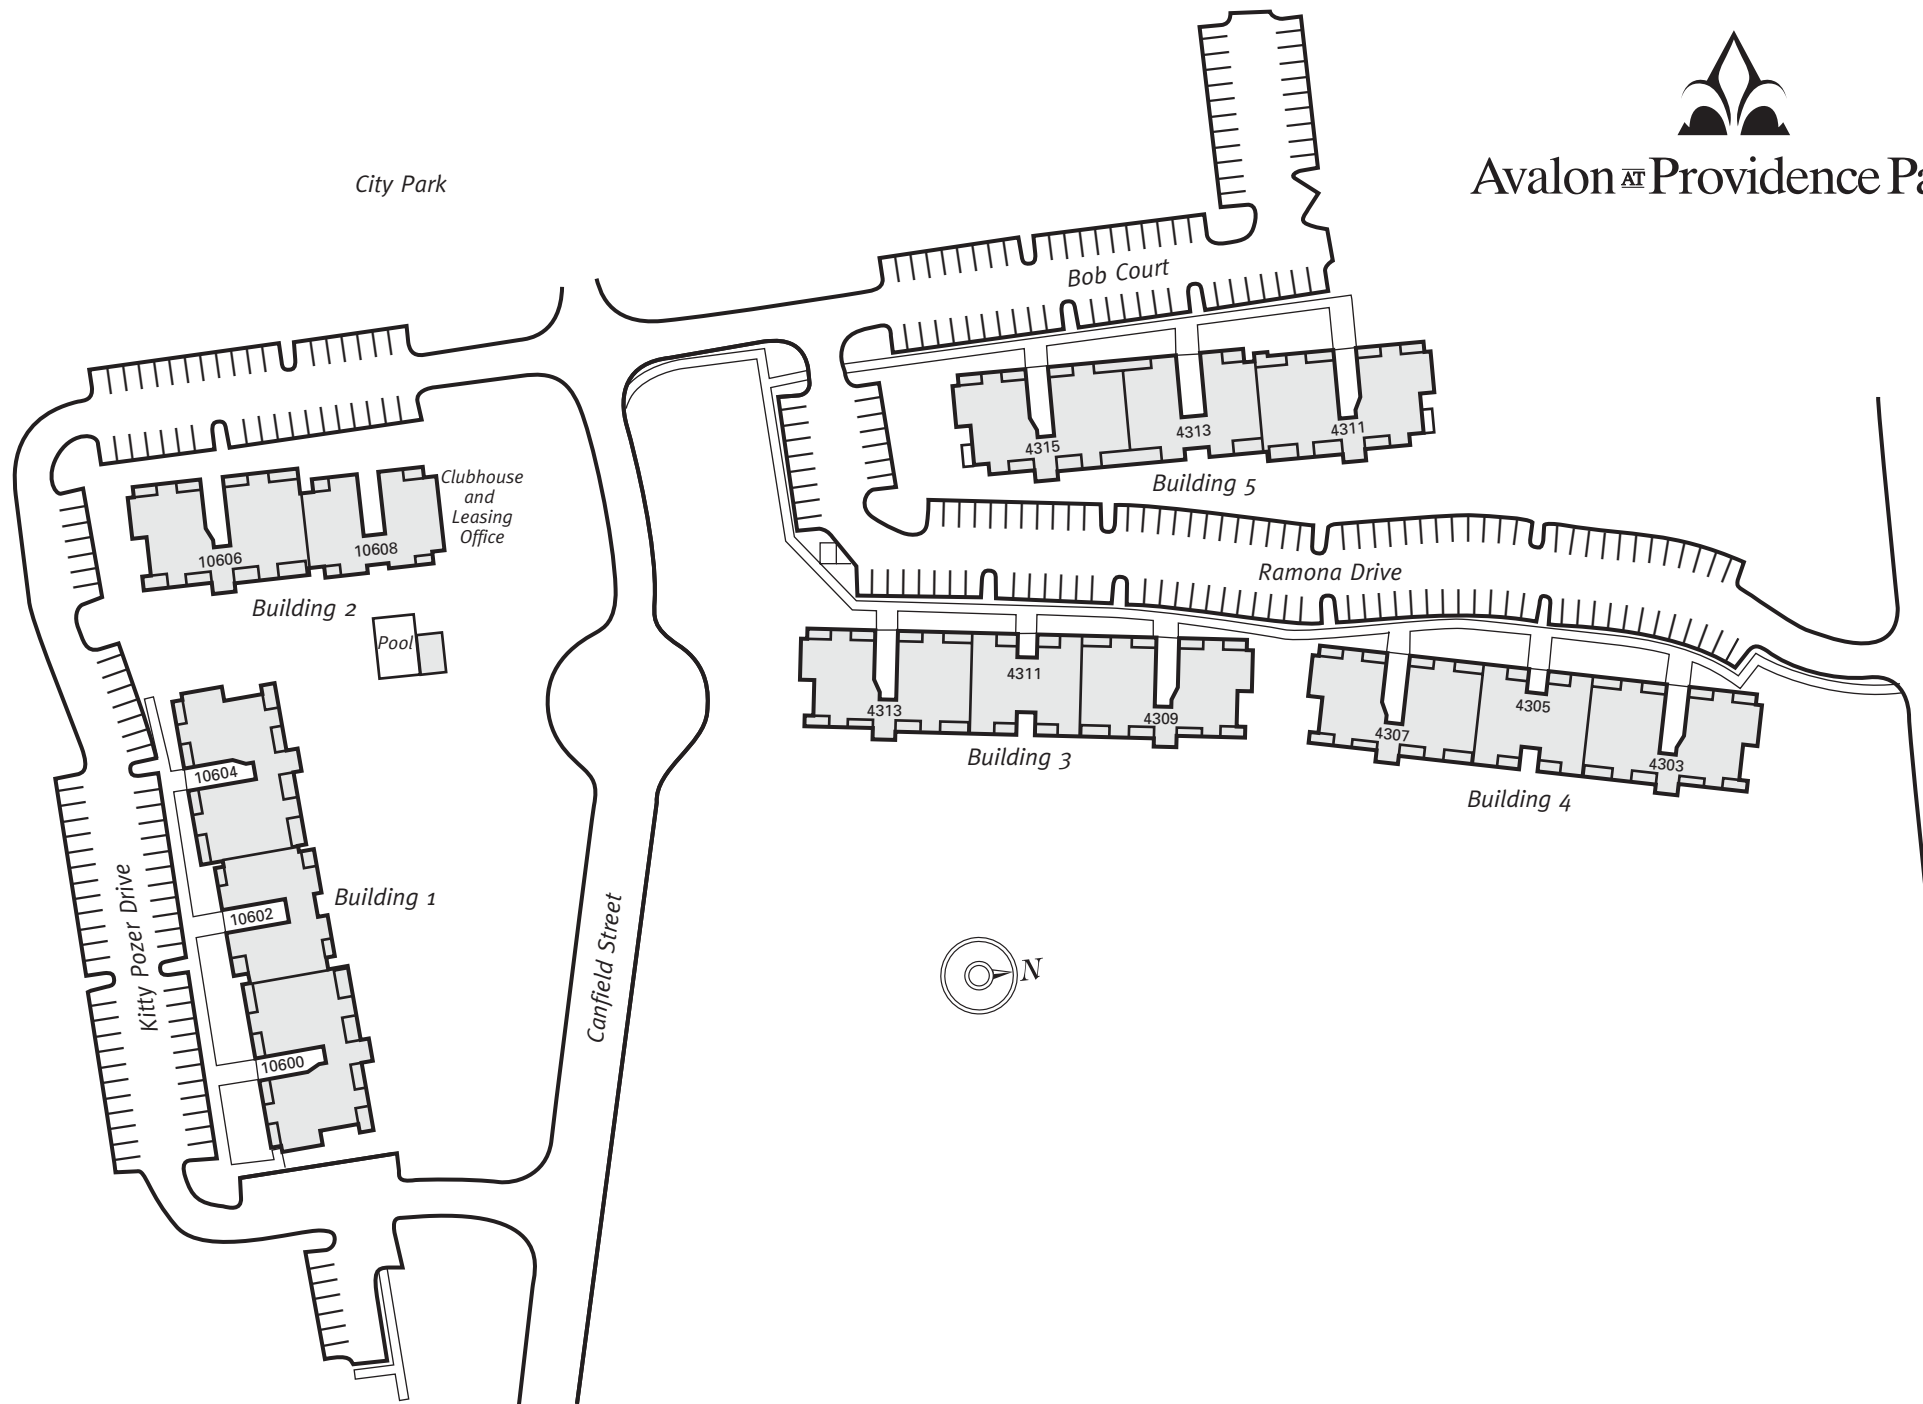 Avalon AT Providence Pa
City Park
Bob Court
4315
4313
4311
Building 5
Clubhouse
and
Leasing
Office
10606
10608
Building 2
Pool
Ramona Drive
4313
4311
4309
Building 3
4307
4305
4303
Building 4
10604
10602
10600
Building 1
Kitty Pozer Drive
Canfield Street
N